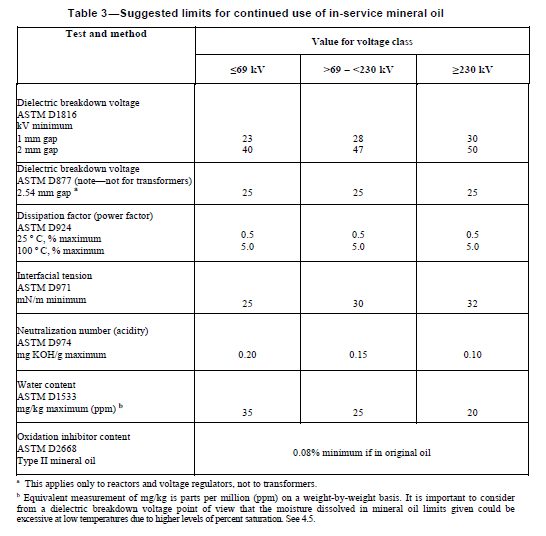 Table 3—Suggested limits for continued use of in-service mineral oil
Test and method
Value for voltage class
≤69 kV
>69 – <230 kV
≥230 kV
Dielectric breakdown voltage
ASTM D1816
kV minimum
1 mm gap 23 28 30
2 mm gap 40 47 50
Dielectric breakdown voltage
ASTM D877 (note—not for transformers)
2.54 mm gap ª 25 25 25
Dissipation factor (power factor)
ASTM D924
25 ° C, % maximum 0.5 0.5 0.5
100 ° C, % maximum 5.0 5.0 5.0
Interfacial tension
ASTM D971
mN/m minimum 25 30 32
Neutralization number (acidity)
ASTM D974
mg KOH/g maximum 0.20 0.15 0.10
Water content
ASTM D1533
mg/kg maximum (ppm) ᵇ 35 25 20
Oxidation inhibitor content
ASTM D2668
Type II mineral oil
0.08% minimum if in original oil
ª This applies only to reactors and voltage regulators, not to transformers.
ᵇ Equivalent measurement of mg/kg is parts per million (ppm) on a weight-by-weight basis. It is important to consider
from a dielectric breakdown voltage point of view that the moisture dissolved in mineral oil limits given could be
excessive at low temperatures due to higher levels of percent saturation. See 4.5.